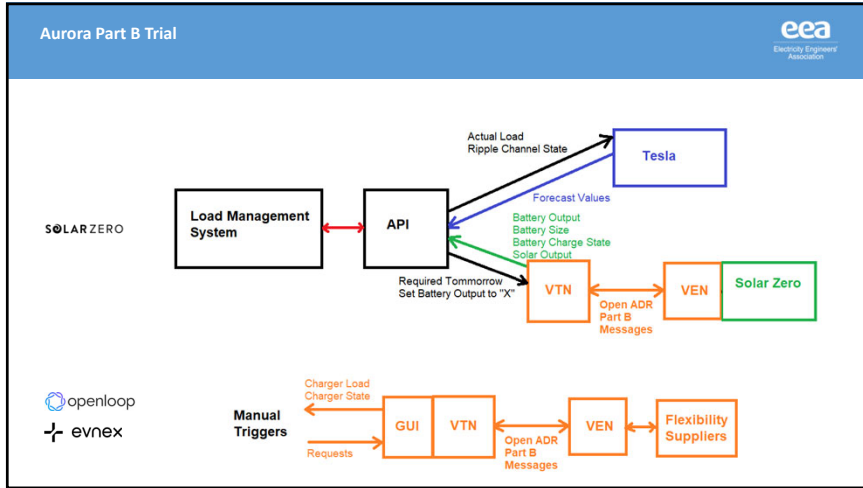 Aurora Part B Trial
eea
Electricity Engineers'
Association
Actual Load
Ripple Channel State
Tesla
Forecast Values
SOLARZERO
Load Management
System
API
Battery Output
Battery Size
Battery Charge State
Solar Output
Required Tommorrow
Set Battery Output to "X"
VTN
Open ADR
Part B
Messages
VEN
Solar Zero
openloop
evnex
Manual
Triggers
Charger Load
Charger State
Requests
GUI
VTN
Open ADR
Part B
Messages
VEN
Flexibility
Suppliers